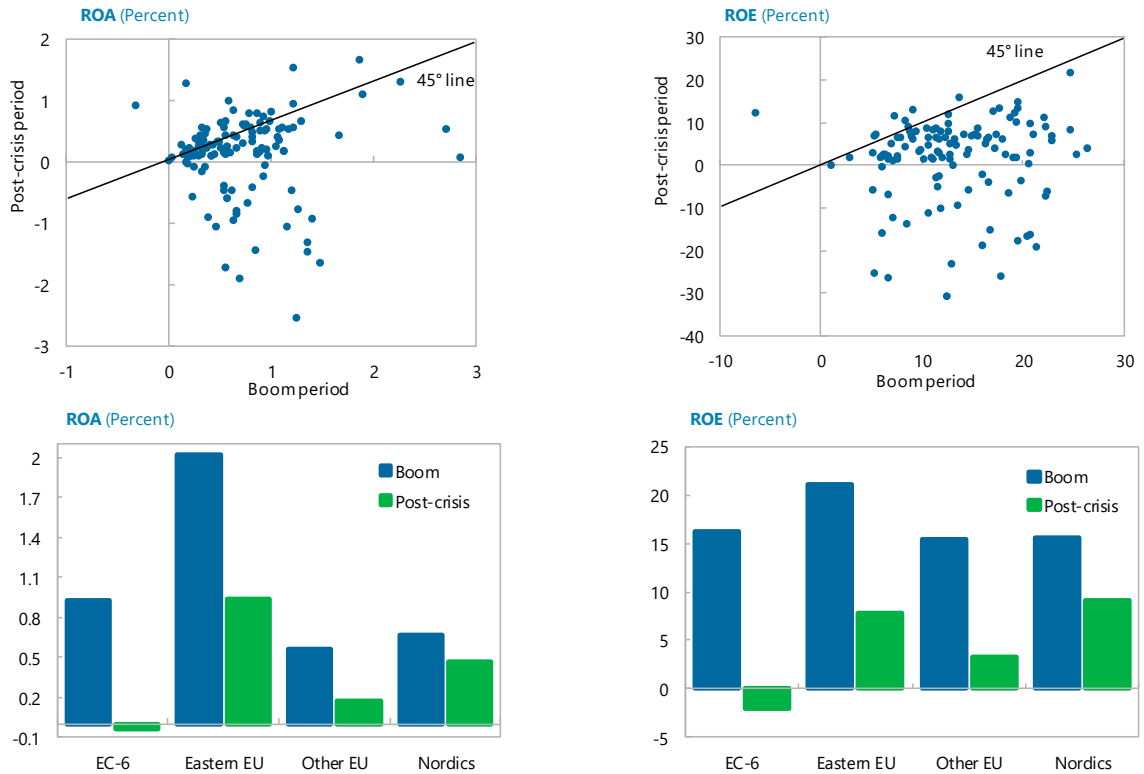 ROA (Percent)
2
1
0
-1
-2
-3
-1
0
1
2
3
45° line
Post-crisis period
Boom period
ROE (Percent)
30
20
10
0
-10
-20
-30
-40
-10
0
10
20
30
45° line
Post-crisis period
Boom period
ROA (Percent)
2
1.7
1.4
1.1
0.8
0.5
0.2
-0.1
Boom
Post-crisis
EC-6
Eastern EU
Other EU
Nordics
ROE (Percent)
25
20
15
10
5
0
-5
Boom
Post-crisis
EC-6
Eastern EU
Other EU
Nordics